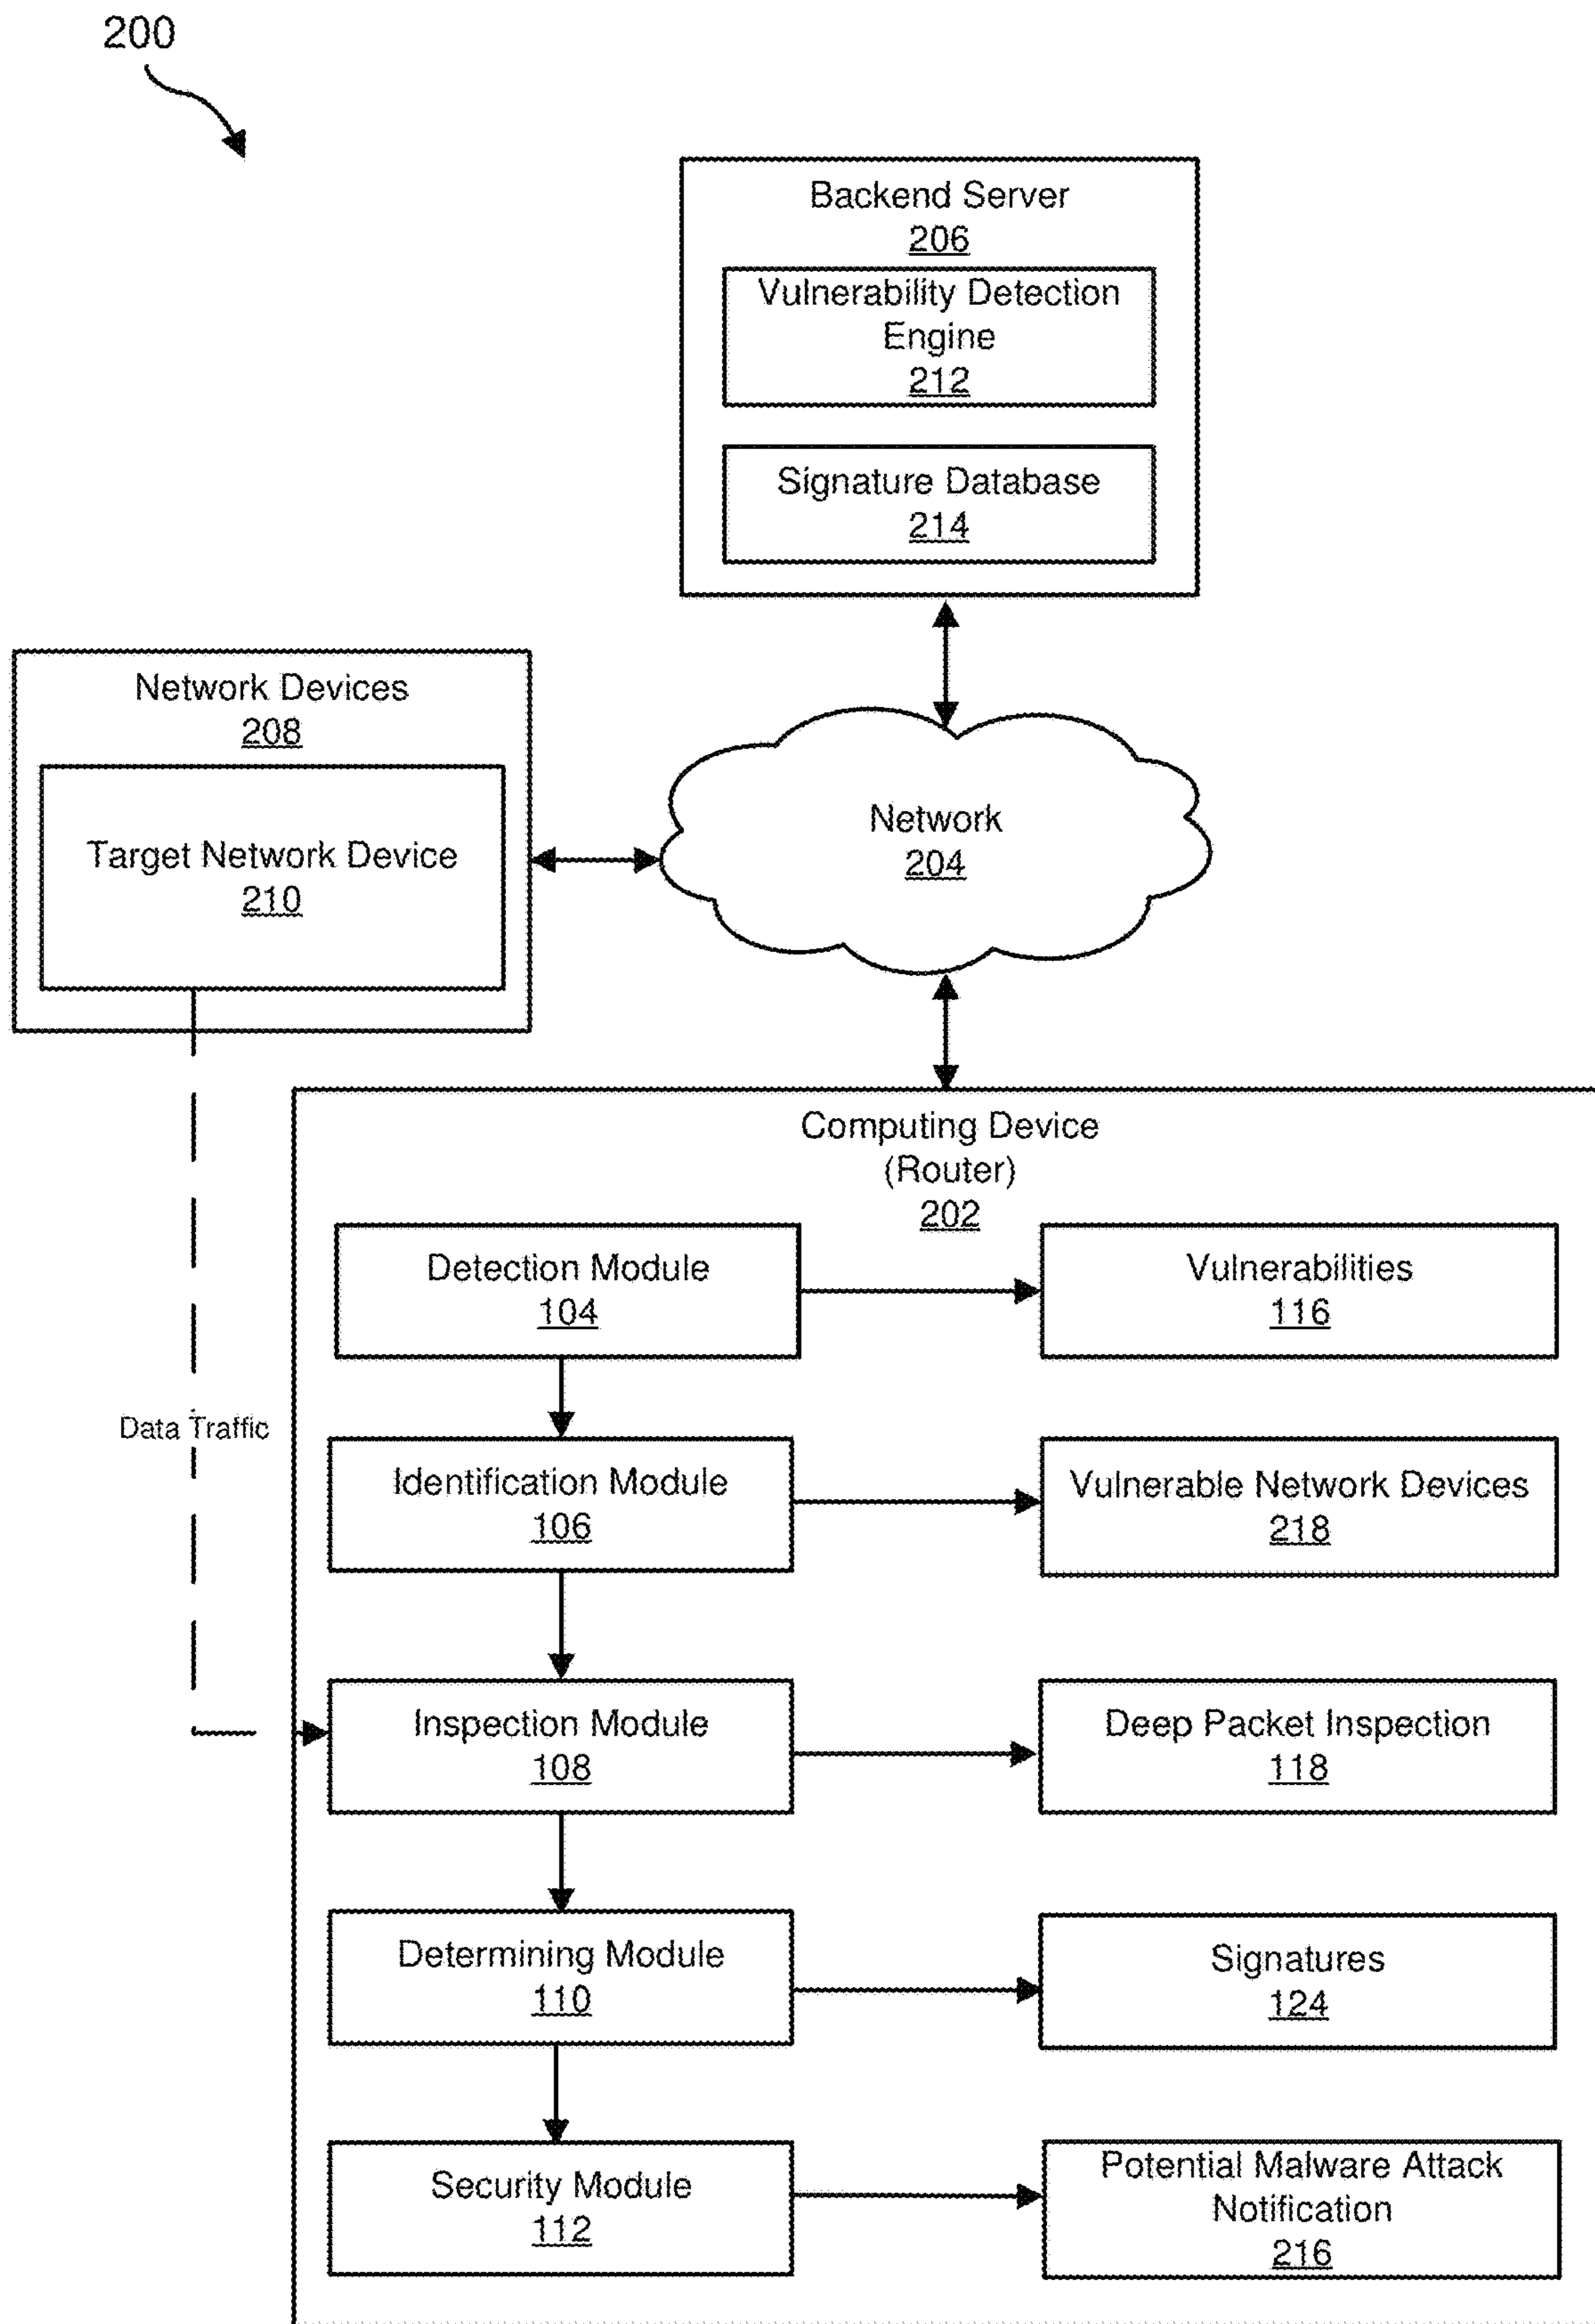 200
Backend Server
206
Vulnerability Detection
Engine
212
Signature Database
214
Network Devices
208
Target Network Device
210
Network
204
Computing Device
(Router)
202
Detection Module
104
Vulnerabilities
116
Data Traffic
Identification Module
106
Vulnerable Network Devices
218
Inspection Module
108
Deep Packet Inspection
118
Determining Module
110
Signatures
124
Security Module
112
Potential Malware Attack
Notification
216